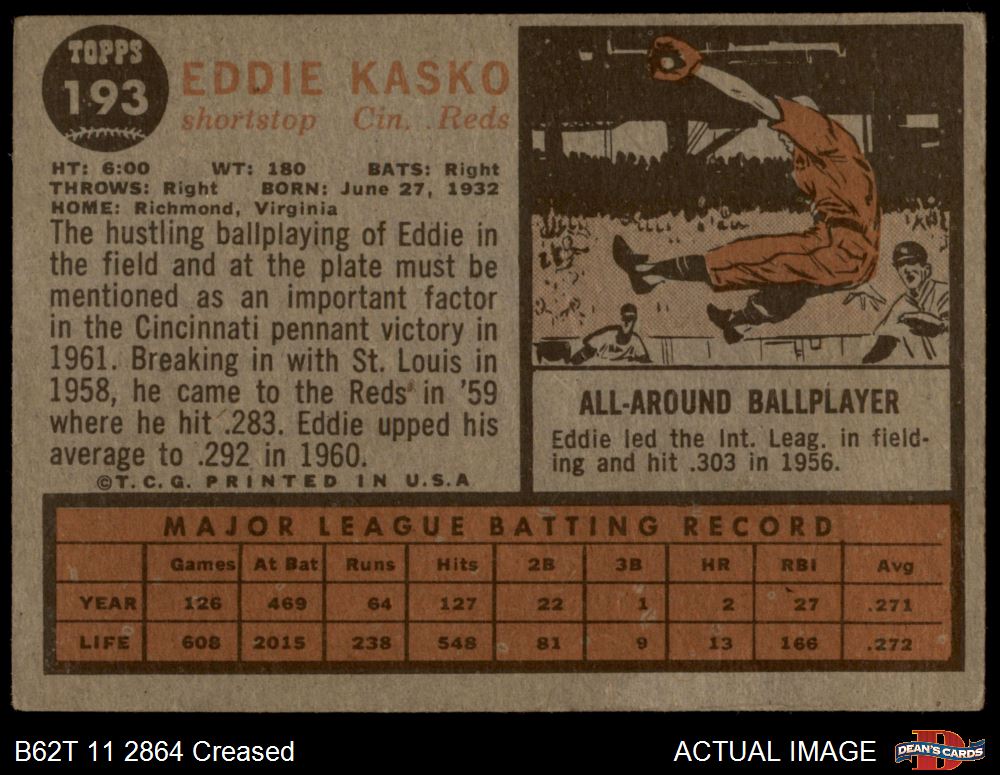 TOPPS
193
EDDIE KASKO
shortstop Cin. Reds
HT: 6:00 WT: 180 BATS: Right
THROWS: Right BORN: June 27, 1932
HOME: Richmond, Virginia
The hustling ballplaying of Eddie in
the field and at the plate must be
mentioned as an important factor
in the Cincinnati pennant victory in
1961. Breaking in with St. Louis in
1958, he came to the Reds in '59
where he hit .283. Eddie upped his
average to .292 in 1960.
©T.C.G. PRINTED IN U.S.A
ALL-AROUND BALLPLAYER
Eddie led the Int. Leag. in field-
ing and hit .303 in 1956.
MAJOR LEAGUE BATTING RECORD
Games At Bat Runs Hits 2B 3B HR RBI Avg
YEAR 126 469 64 127 22 1 2 27 .271
LIFE 608 2015 238 548 81 9 13 166 .272
B62T 11 2864 Creased
ACTUAL IMAGE
D
DEAN'S CARDS